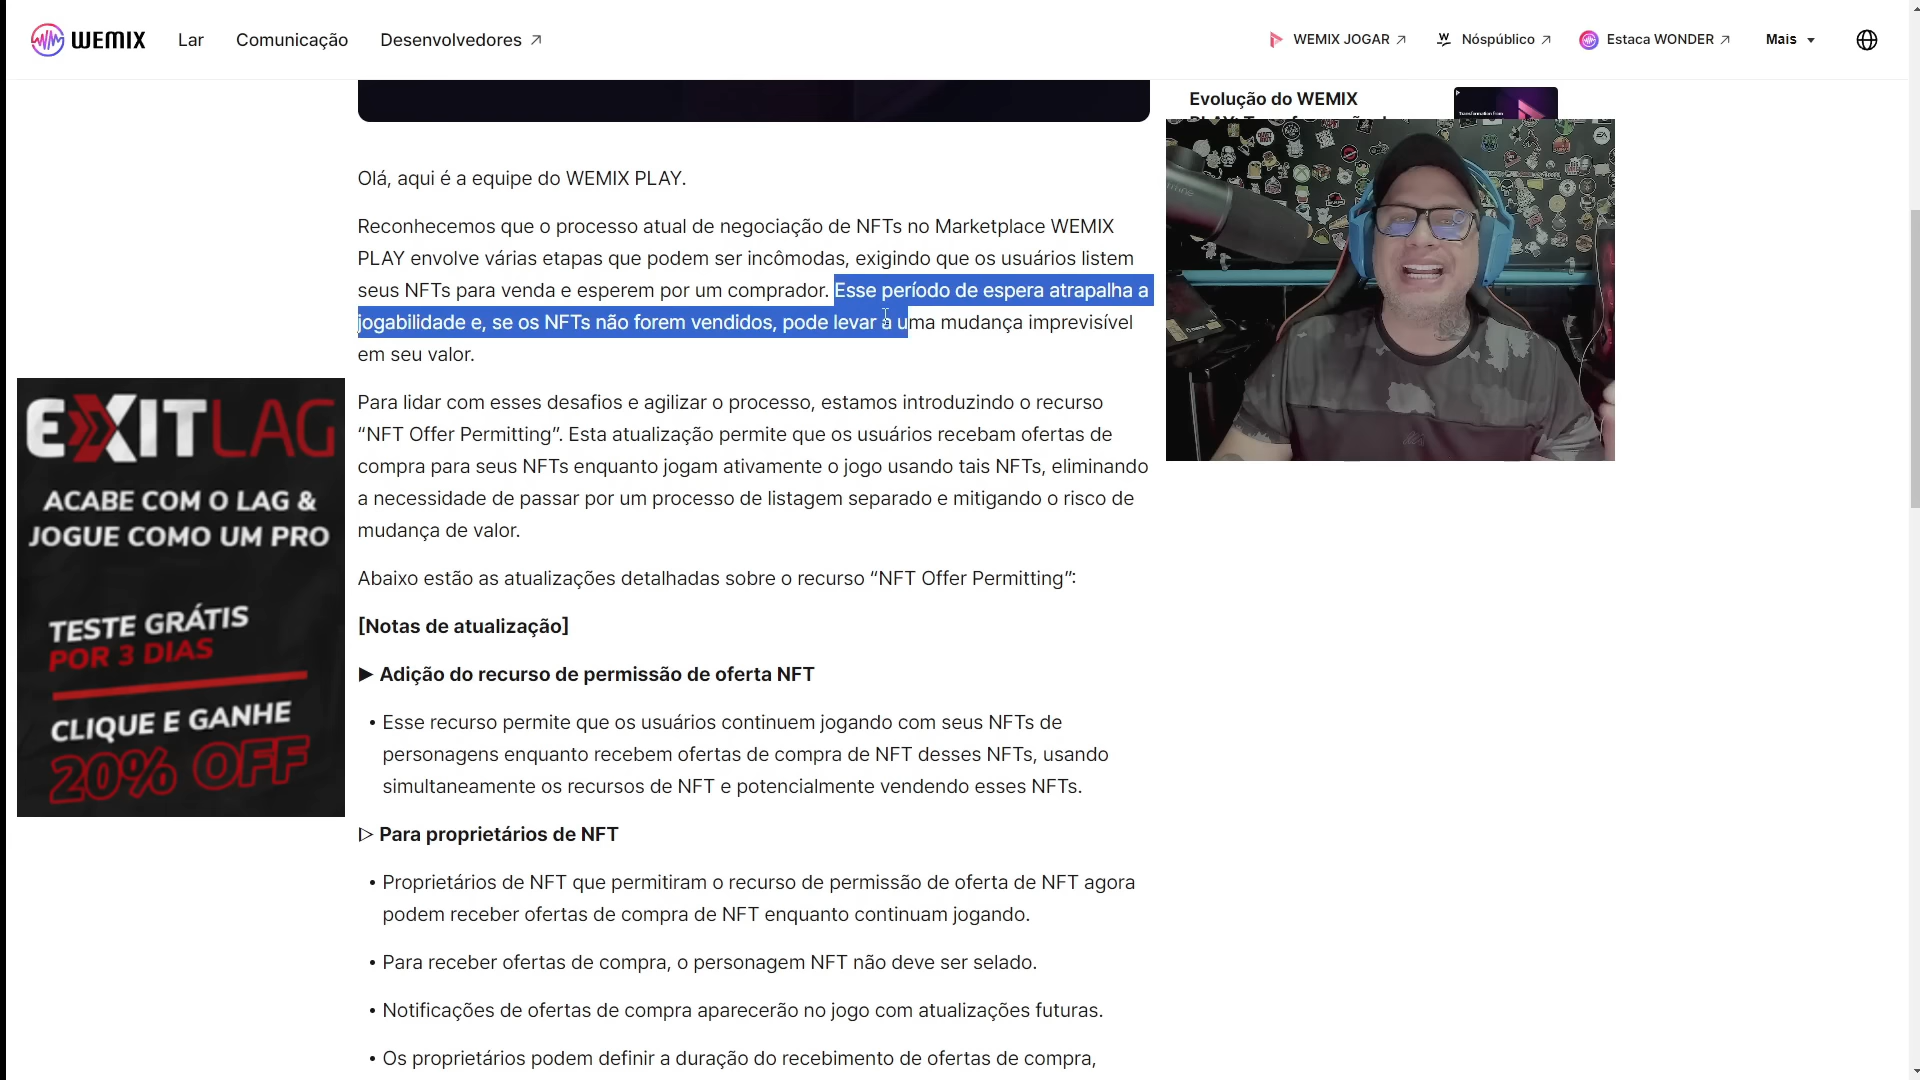 WEMIX
Lar
Comunicação
Desenvolvedores
WEMIX JOGAR
Nóspúblico
Estaca WONDER
Mais
Evolução do WEMIX
Transformation from
Olá, aqui é a equipe do WEMIX PLAY.
Reconhecemos que o processo atual de negociação de NFTs no Marketplace WEMIX
PLAY envolve várias etapas que podem ser incômodas, exigindo que os usuários listem
seus NFTs para venda e esperem por um comprador. Esse período de espera atrapalha a
jogabilidade e, se os NFTs não forem vendidos, pode levar a uma mudança imprevisível
em seu valor.
Para lidar com esses desafios e agilizar o processo, estamos introduzindo o recurso
“NFT Offer Permitting”. Esta atualização permite que os usuários recebam ofertas de
compra para seus NFTs enquanto jogam ativamente o jogo usando tais NFTs, eliminando
a necessidade de passar por um processo de listagem separado e mitigando o risco de
mudança de valor.
Abaixo estão as atualizações detalhadas sobre o recurso “NFT Offer Permitting”:
[Notas de atualização]
▶ Adição do recurso de permissão de oferta NFT
• Esse recurso permite que os usuários continuem jogando com seus NFTs de
personagens enquanto recebem ofertas de compra de NFT desses NFTs, usando
simultaneamente os recursos de NFT e potencialmente vendendo esses NFTs.
▷ Para proprietários de NFT
• Proprietários de NFT que permitiram o recurso de permissão de oferta de NFT agora
podem receber ofertas de compra de NFT enquanto continuam jogando.
• Para receber ofertas de compra, o personagem NFT não deve ser selado.
• Notificações de ofertas de compra aparecerão no jogo com atualizações futuras.
• Os proprietários podem definir a duração do recebimento de ofertas de compra,
EXITLAG
ACABE COM O LAG &
JOGUE COMO UM PRO
TESTE GRÁTIS
POR 3 DIAS
CLIQUE E GANHE
20% OFF